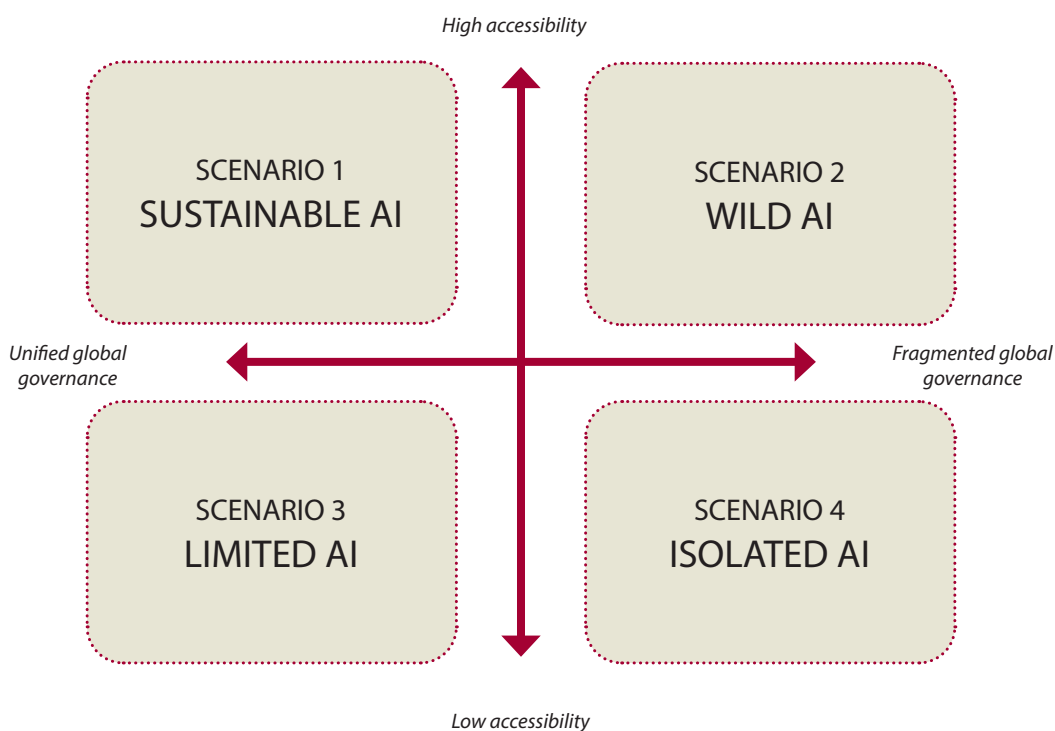 High accessibility
SCENARIO 1
SUSTAINABLE AI
SCENARIO 2
WILD AI
Unified global
governance
Fragmented global
governance
SCENARIO 3
LIMITED AI
SCENARIO 4
ISOLATED AI
Low accessibility